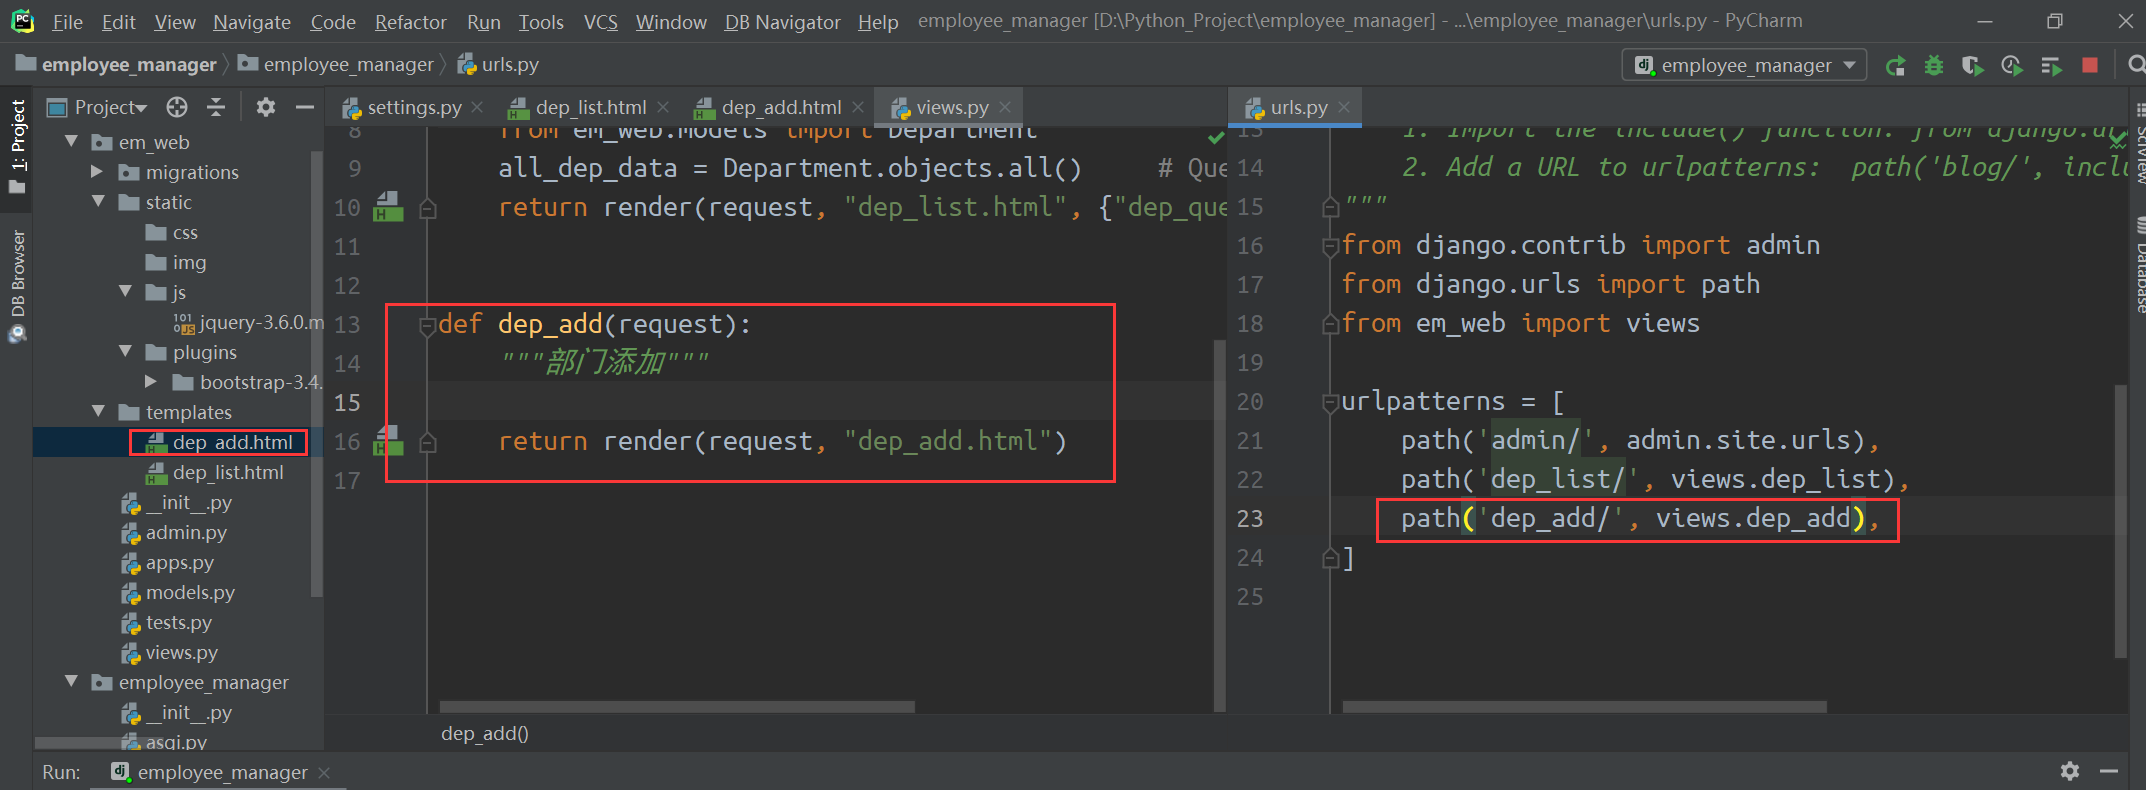 File Edit View Navigate Code Refactor Run Tools VCS Window DB Navigator Help employee_manager [D:\Python_Project\employee_manager] - ...\employee_manager\urls.py - PyCharm
employee_manager employee_manager urls.py
employee_manager
1: Project
DB Browser
Project
em_web
migrations
static
css
img
js
jquery-3.6.0.m
plugins
bootstrap-3.4.
templates
dep_add.html
dep_list.html
__init__.py
admin.py
apps.py
models.py
tests.py
views.py
employee_manager
__init__.py
asgi.py
settings.py dep_list.html dep_add.html views.py
8 from em_web.models import Department
9 all_dep_data = Department.objects.all() # Que
10 return render(request, "dep_list.html", {"dep_que
11
12
13 def dep_add(request):
14 """部门添加"""
15
16 return render(request, "dep_add.html")
17
dep_add()
urls.py
13 1. Import the include() function: from django.ur
14 2. Add a URL to urlpatterns:  path('blog/', inclu
15 """
16 from django.contrib import admin
17 from django.urls import path
18 from em_web import views
19
20 urlpatterns = [
21 path('admin/', admin.site.urls),
22 path('dep_list/', views.dep_list),
23 path('dep_add/', views.dep_add),
24 ]
25
SciView
Database
Run: employee_manager